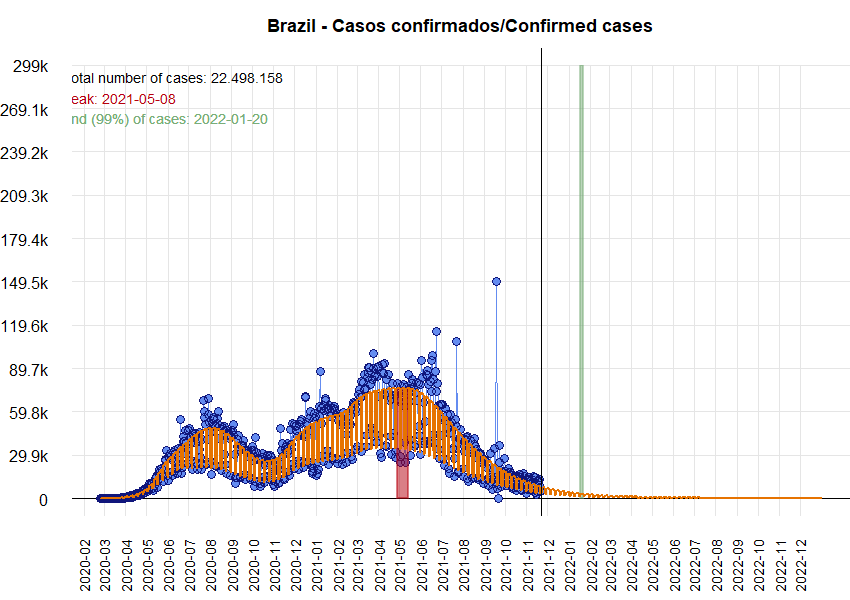 Brazil - Casos confirmados/Confirmed cases
299k
otal number of cases: 22.498.158
eak: 2021-05-08
269.1k
nd (99%) of cases: 2022-01-20
239.2k
209.3k
179.4k
149.5k
119.6k
89.7k
59.8k
29.9k
0
2020-02
2020-03
2020-04
2020-05
2020-06
2020-07
2020-08
2020-09
2020-10
2020-11
2020-12
2021-01
2021-02
2021-03
2021-04
2021-05
2021-06
2021-07
2021-08
2021-09
2021-10
2021-11
2021-12
2022-01
2022-02
2022-03
2022-04
2022-05
2022-06
2022-07
2022-08
2022-09
2022-10
2022-11
2022-12